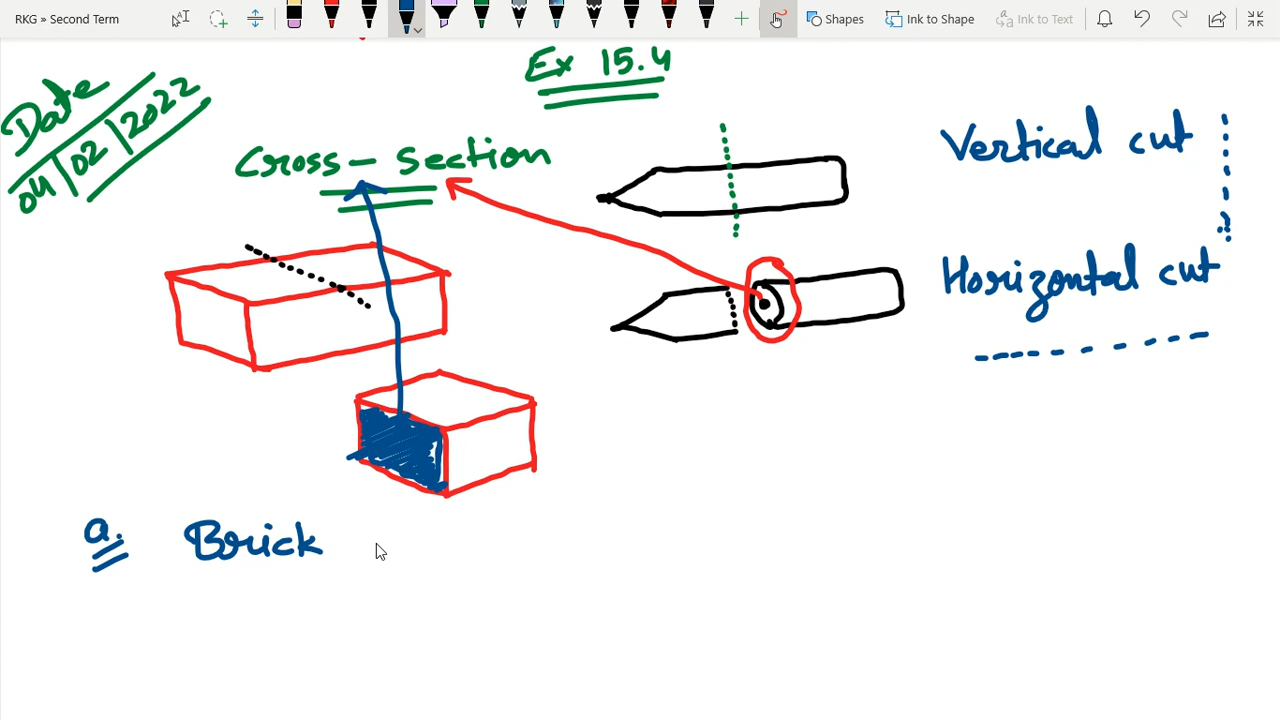 RKG » Second Term
Shapes
Ink to Shape
Ink to Text
Ex 15.4
Date
04/02/2022
Cross-Section
Vertical cut
Horizontal cut
a. Brick